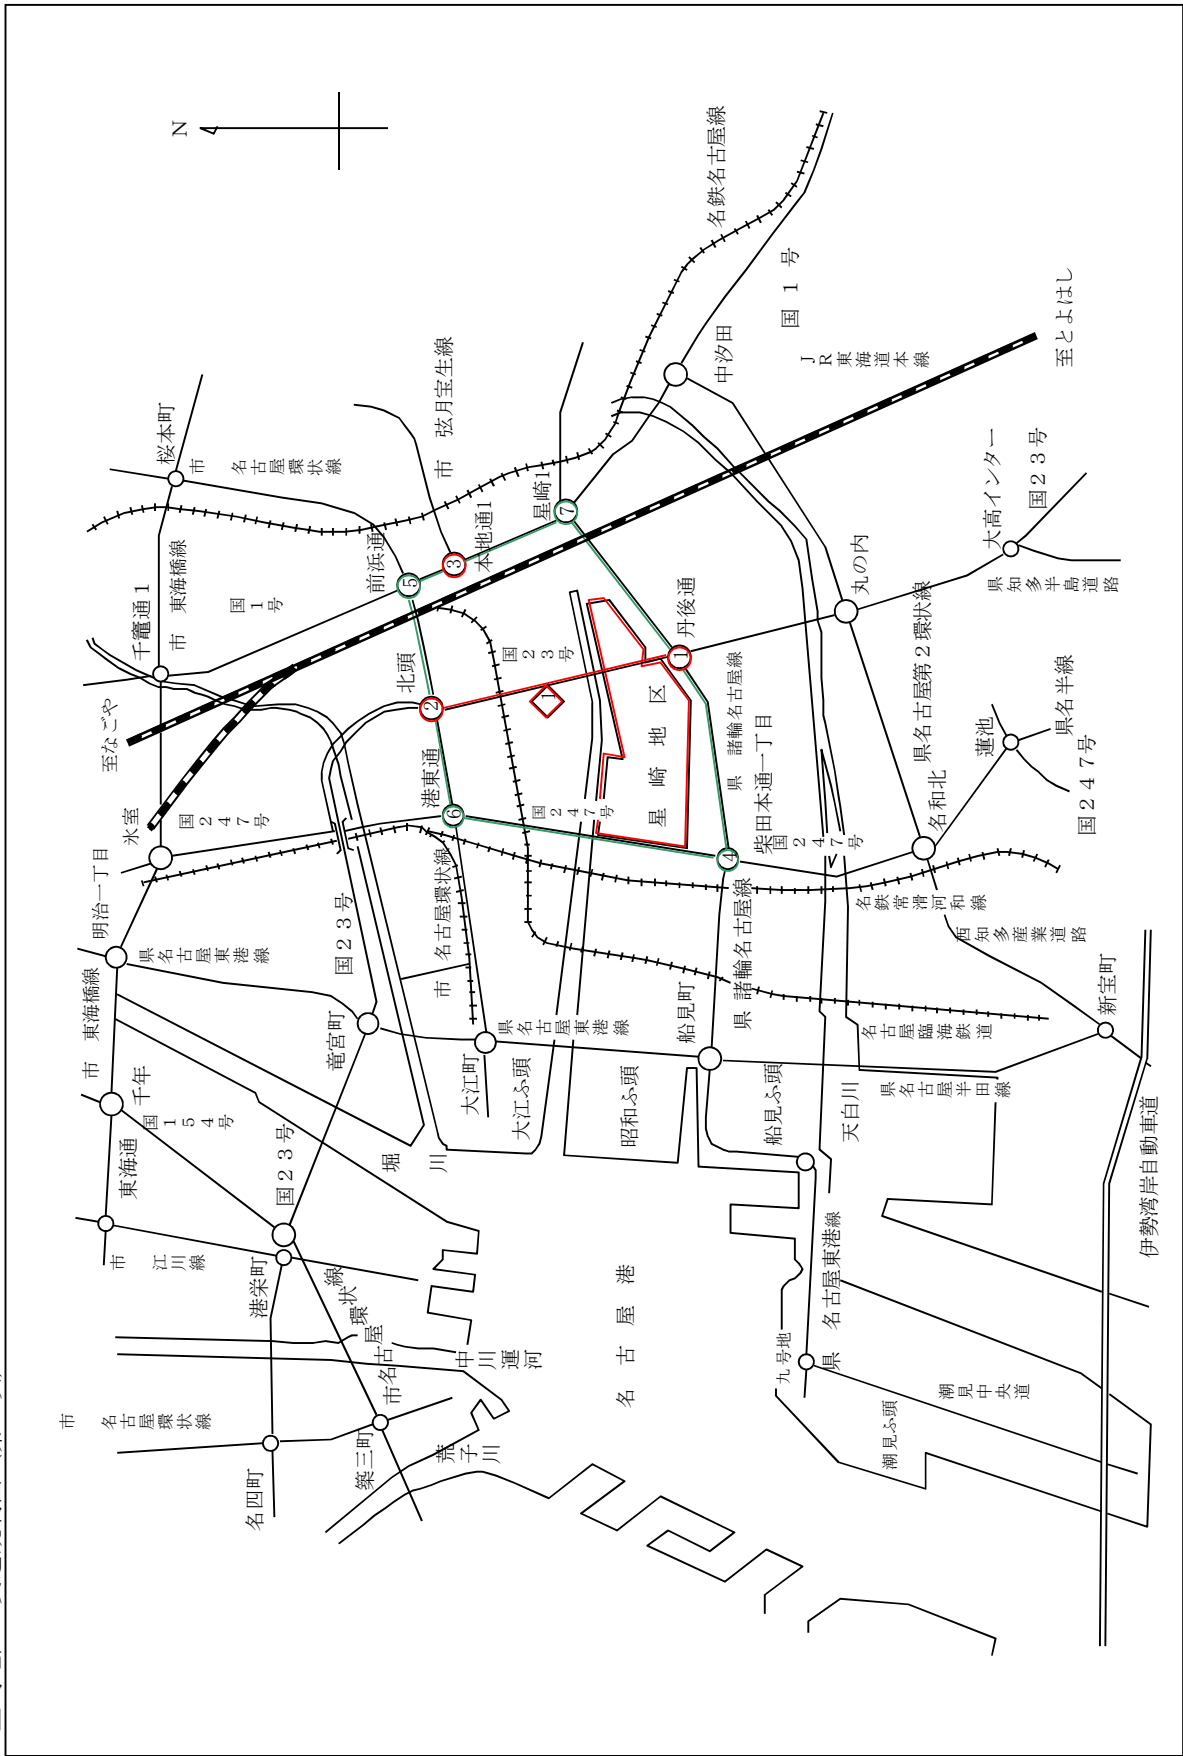 N
名鉄名古屋線
国 1 号
中汐田
JR東海道本線
至とよはし
桜本町
市 名古屋環状線
市 弦月宝生線
星崎1
7
本地通1
3
前浜通
5
大高インター
国23号
県知多半島道路
千竈通1
市 東海橋線
国1号
丸の内
丹後通
1
県名古屋第2環状線
国23号
北頭
2
1
至なごや
星 崎 地 区
県 諸輪名古屋線
蓮池
県名半線
国247号
氷室
国247号
港東通
6
国247号
柴田本通一丁目
4
国247号
名和北
明治一丁目
県名古屋東港線
国23号
市 名古屋環状線
県 諸輪名古屋線
名鉄常滑河和線
西知多産業道路
市 東海橋線
竜宮町
大江町
県名古屋東港線
船見町
名古屋臨海鉄道
新宝町
千年
国154号
東海通
国23号
堀 川
大江ふ頭
昭和ふ頭
船見ふ頭
天白川
県名古屋半田線
伊勢湾岸自動車道
市 江川線
港栄町
市名古屋環状線
中川運河
名 古 屋 港
県 名古屋東港線
九号地
市 名古屋環状線
名四町
築三町
荒子川
潮見中央道
潮見ふ頭